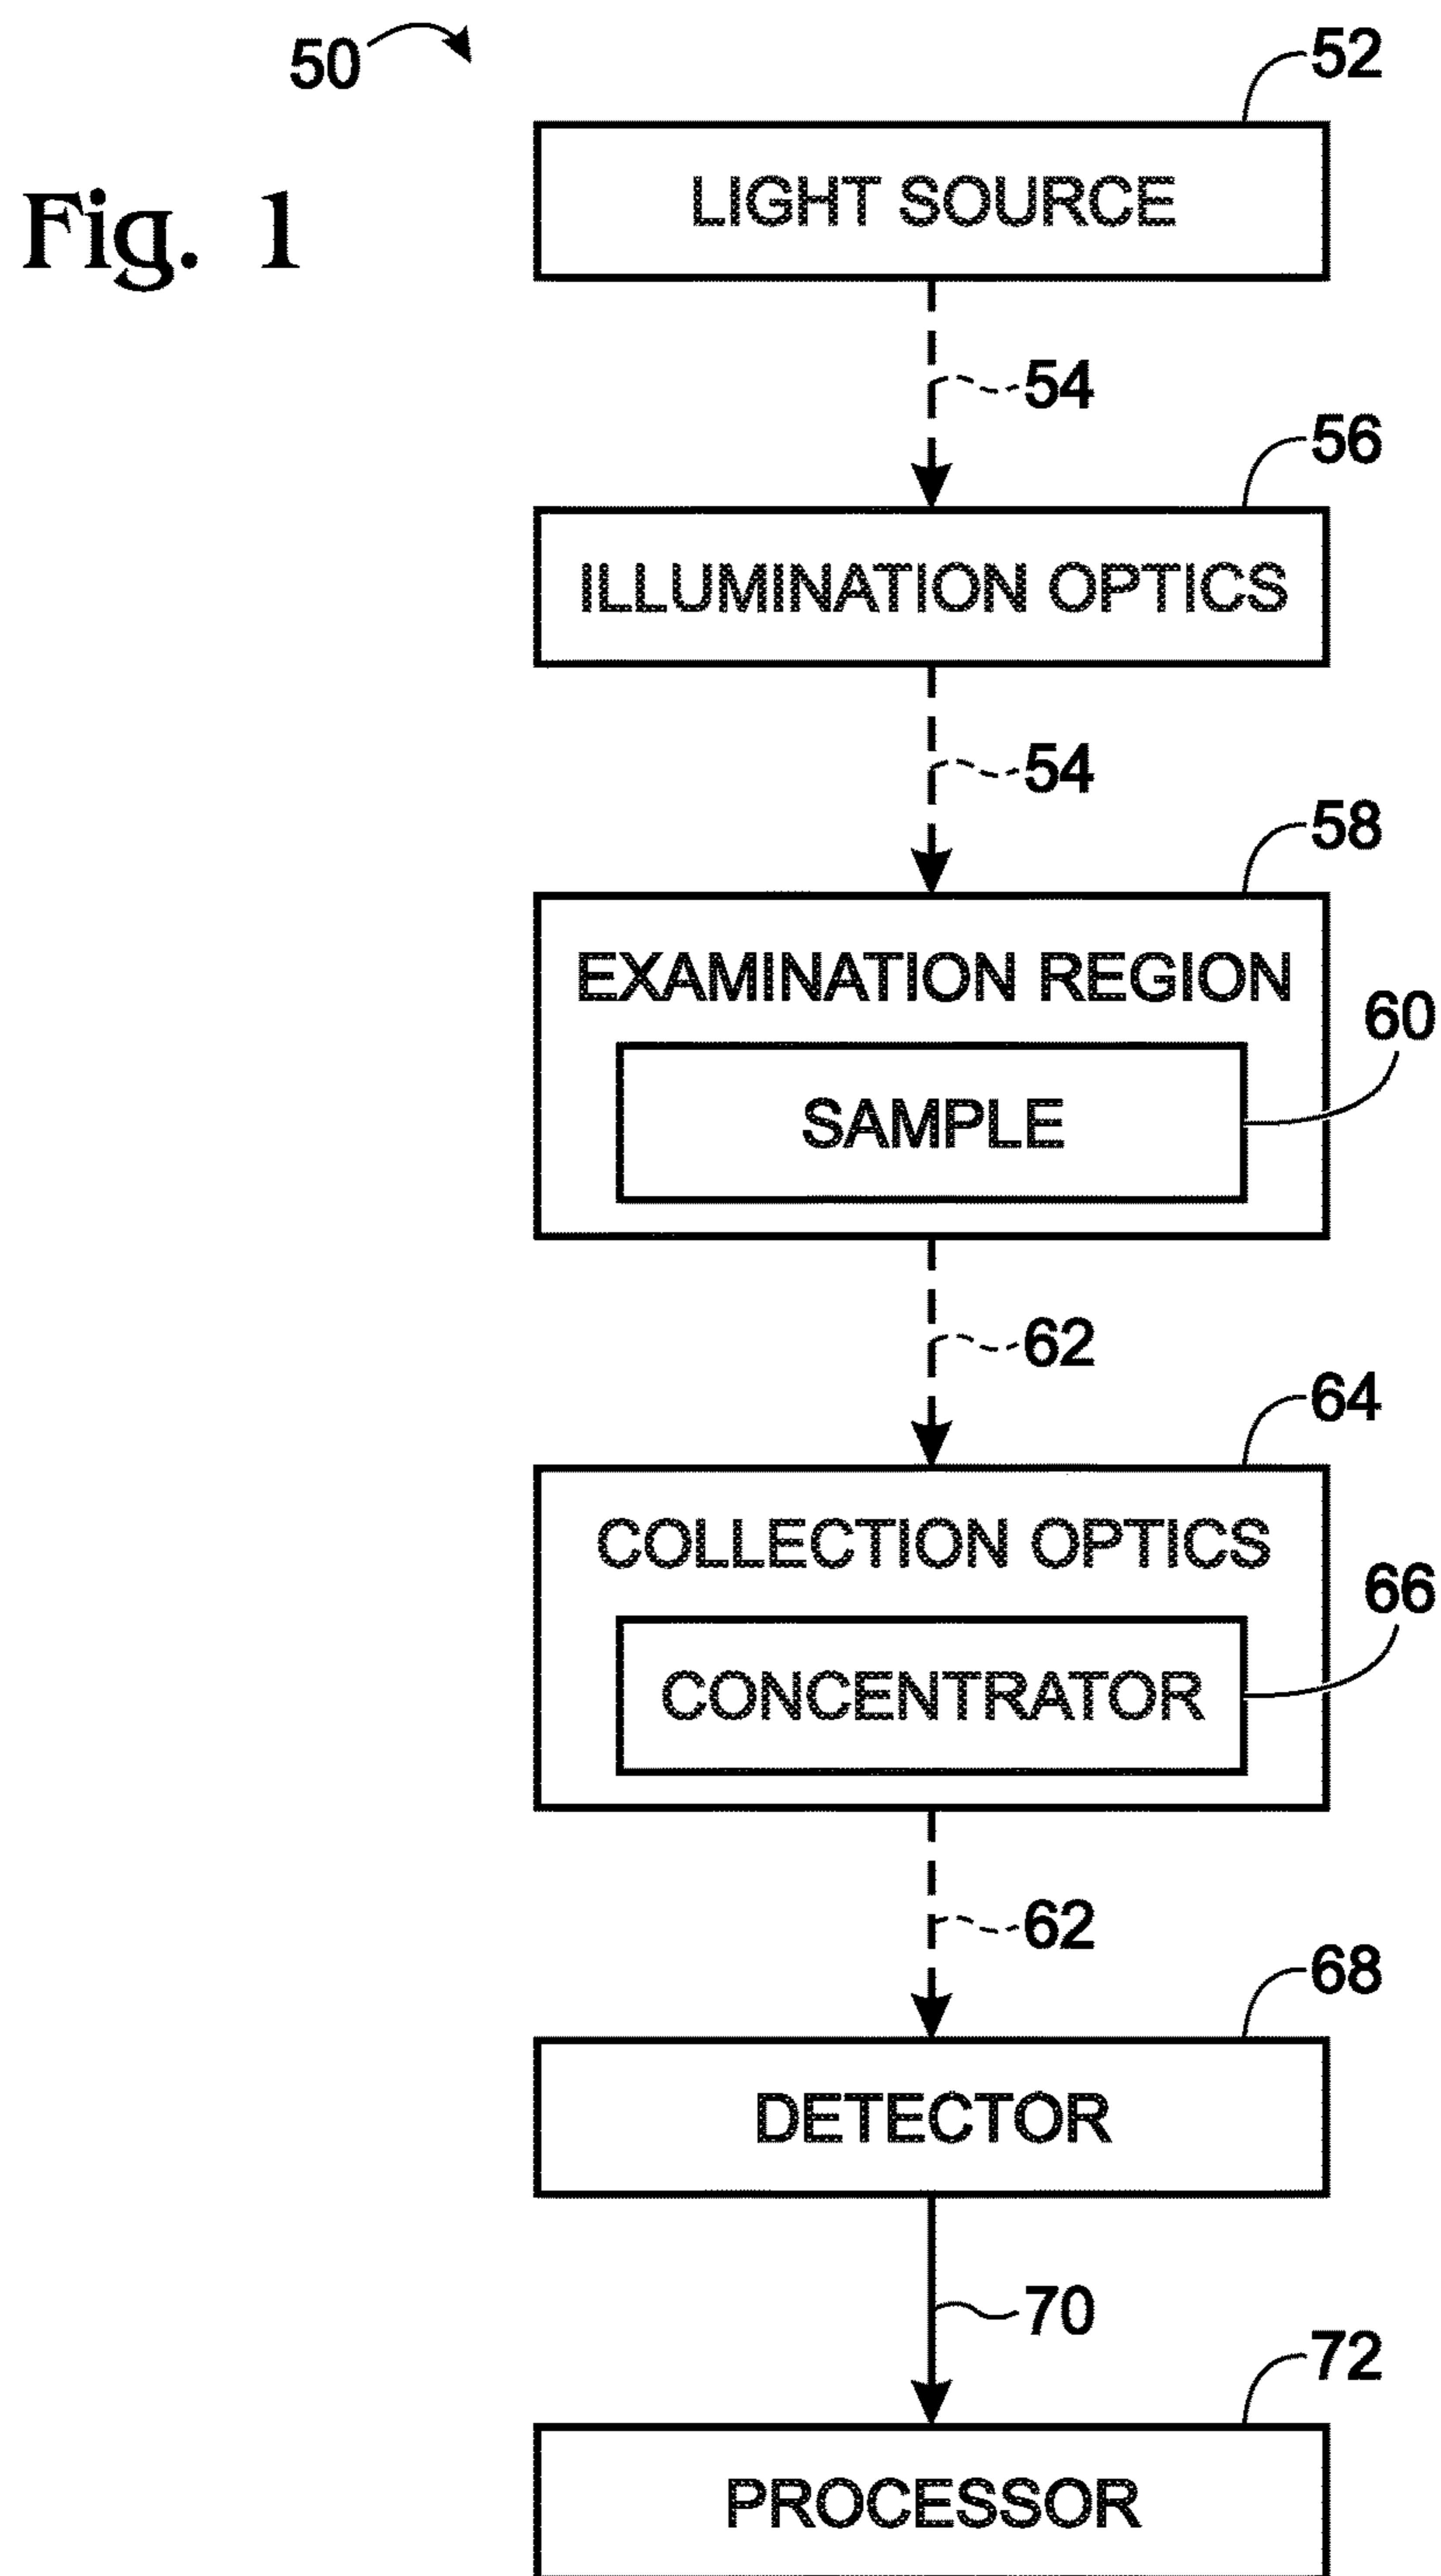 50
52
Fig. 1
LIGHT SOURCE
54
56
ILLUMINATION OPTICS
54
58
EXAMINATION REGION
60
SAMPLE
62
64
COLLECTION OPTICS
66
CONCENTRATOR
62
68
DETECTOR
70
72
PROCESSOR